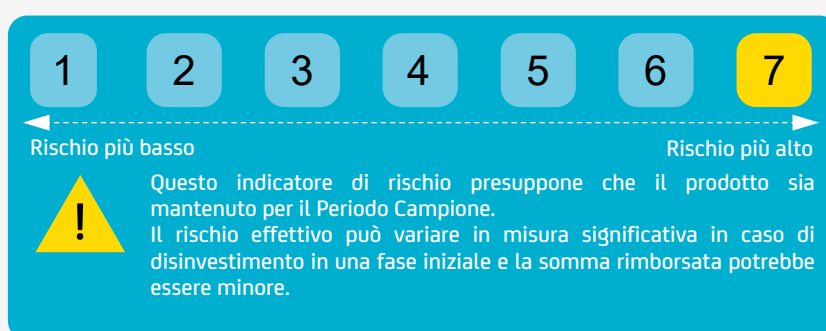 1 2 3 4 5 6 7
Rischio più basso Rischio più alto
!
Questo indicatore di rischio presuppone che il prodotto sia
mantenuto per il Periodo Campione.
Il rischio effettivo può variare in misura significativa in caso di
disinvestimento in una fase iniziale e la somma rimborsata potrebbe
essere minore.